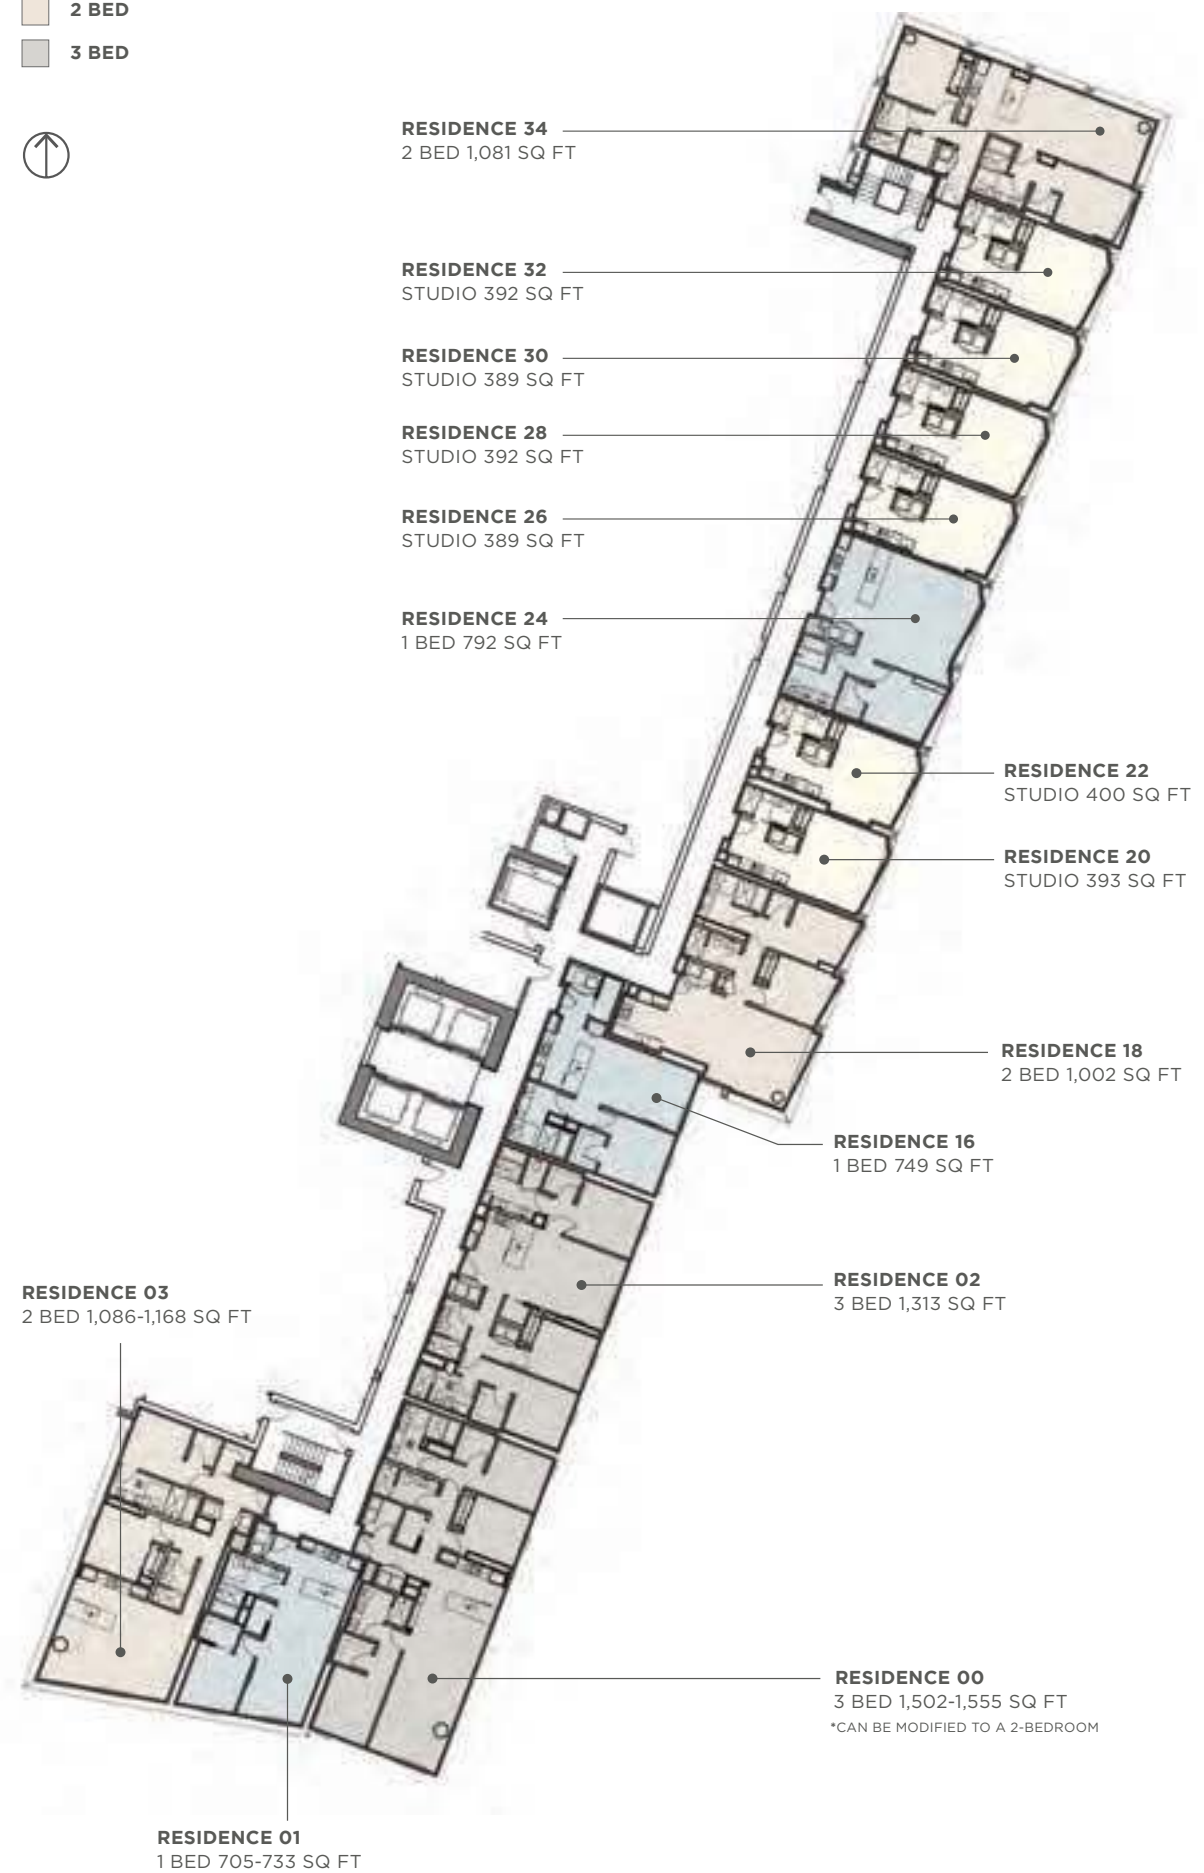 2 BED
3 BED
RESIDENCE 34
2 BED 1,081 SQ FT
RESIDENCE 32
STUDIO 392 SQ FT
RESIDENCE 30
STUDIO 389 SQ FT
RESIDENCE 28
STUDIO 392 SQ FT
RESIDENCE 26
STUDIO 389 SQ FT
RESIDENCE 24
1 BED 792 SQ FT
RESIDENCE 22
STUDIO 400 SQ FT
RESIDENCE 20
STUDIO 393 SQ FT
RESIDENCE 18
2 BED 1,002 SQ FT
RESIDENCE 16
1 BED 749 SQ FT
RESIDENCE 02
3 BED 1,313 SQ FT
RESIDENCE 03
2 BED 1,086-1,168 SQ FT
RESIDENCE 00
3 BED 1,502-1,555 SQ FT
*CAN BE MODIFIED TO A 2-BEDROOM
RESIDENCE 01
1 BED 705-733 SQ FT